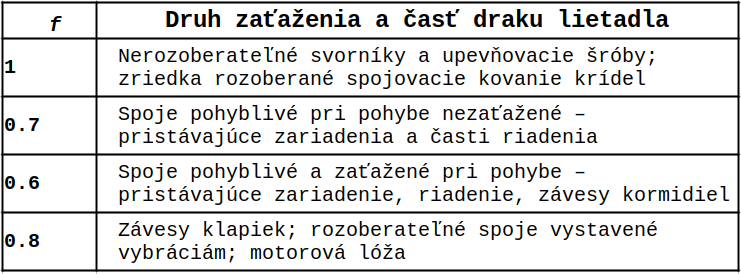 f Druh zaťaženia a časť draku lietadla
1 Nerozoberateľné svorníky a upevňovacie šróby;
zriedka rozoberané spojovacie kovanie krídel
0.7 Spoje pohyblivé pri pohybe nezaťažené –
pristávajúce zariadenia a časti riadenia
0.6 Spoje pohyblivé a zaťažené pri pohybe –
pristávajúce zariadenie, riadenie, závesy kormidiel
0.8 Závesy klapiek; rozoberateľné spoje vystavené
vybráciám; motorová lóža